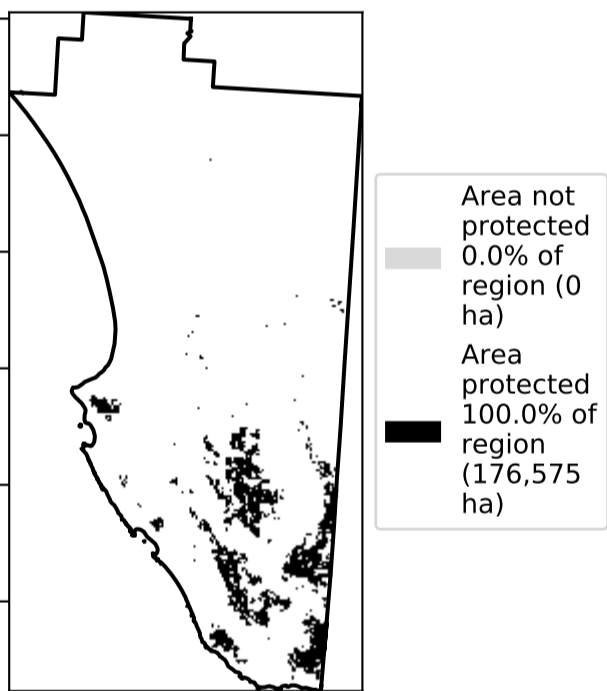 Area not
protected
0.0% of
region (0
ha)
Area
protected
100.0% of
region
(176,575
ha)